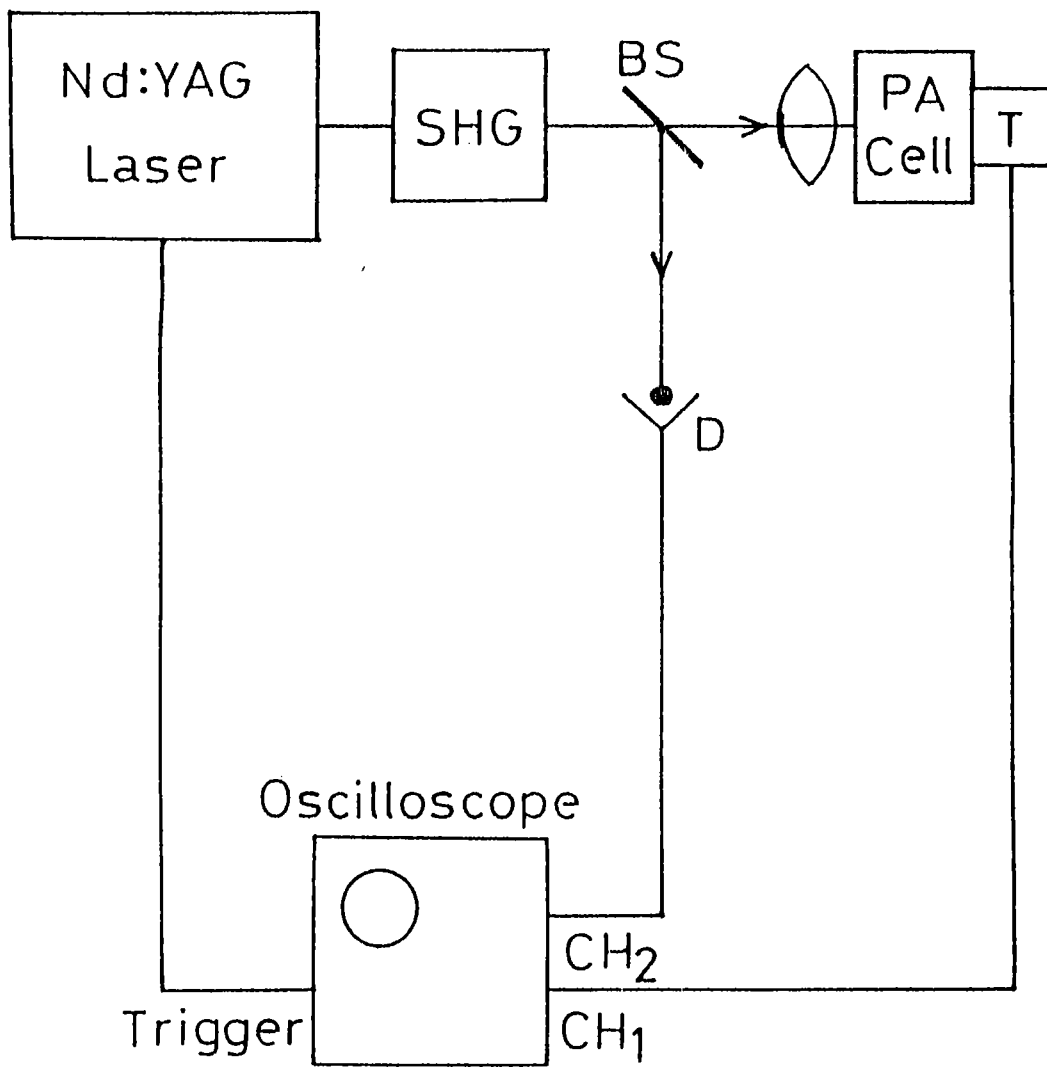 Nd:YAG
Laser
SHG
BS
PA
Cell
T
D
Oscilloscope
CH2
Trigger
CH1